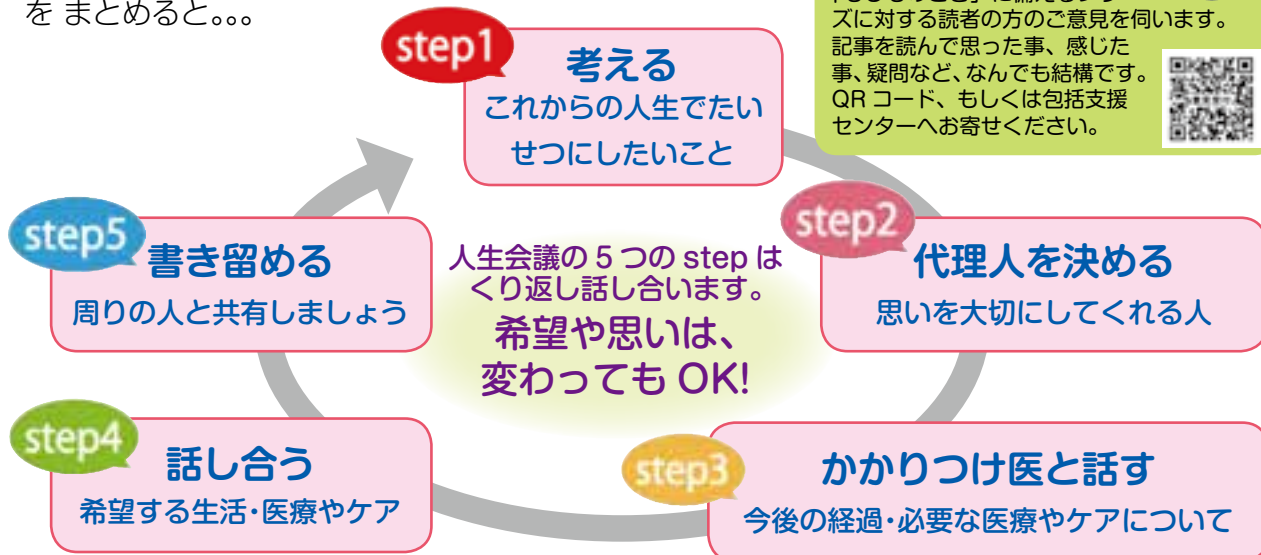 を まとめると。。。
ズに対する読者の方のご意見を伺います。
記事を読んで思った事、感じた
事、疑問など、なんでも結構です。
QR コード、もしくは包括支援
センターへお寄せください。
step1
考える
これからの人生でたい
せつにしたいこと
step2
代理人を決める
思いを大切にしてくれる人
step3
かかりつけ医と話す
今後の経過・必要な医療やケアについて
step4
話し合う
希望する生活・医療やケア
step5
書き留める
周りの人と共有しましょう
人生会議の 5 つの step は
くり返し話し合います。
希望や思いは、
変わっても OK!